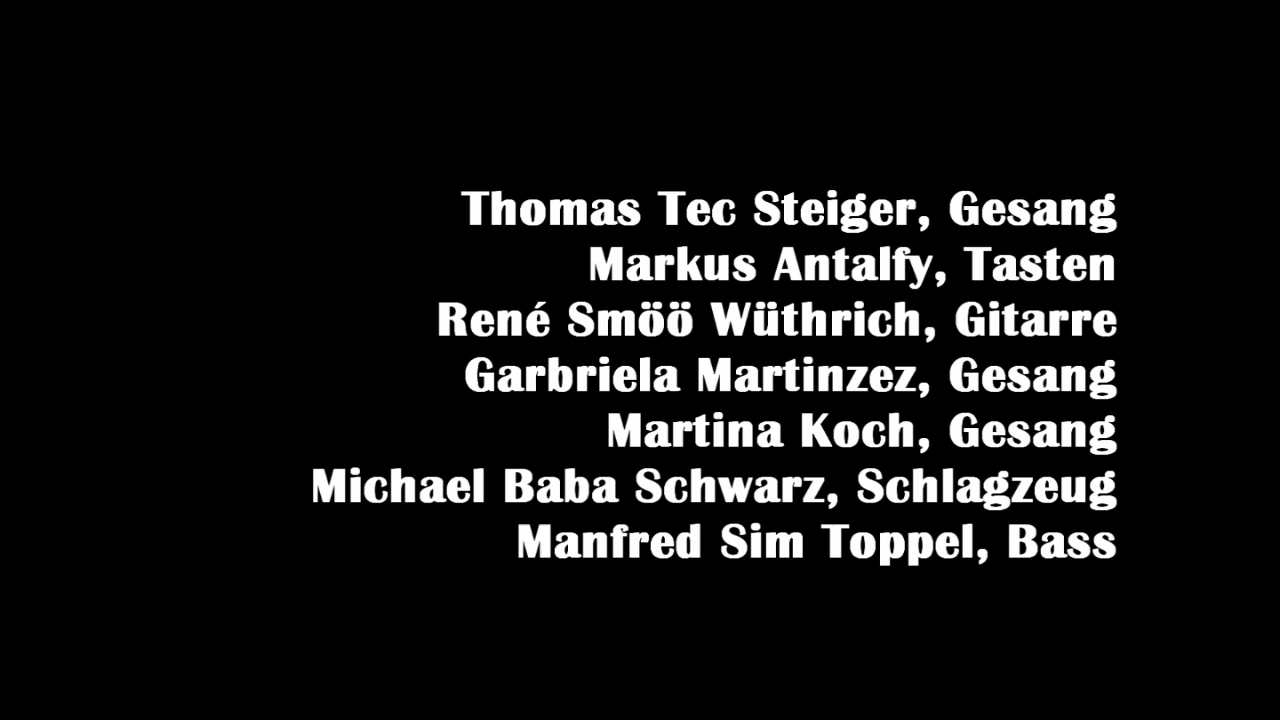 Thomas Tec Steiger, Gesang
Markus Antalfy, Tasten
René Smöö Wüthrich, Gitarre
Garbriela Martinzez, Gesang
Martina Koch, Gesang
Michael Baba Schwarz, Schlagzeug
Manfred Sim Toppel, Bass